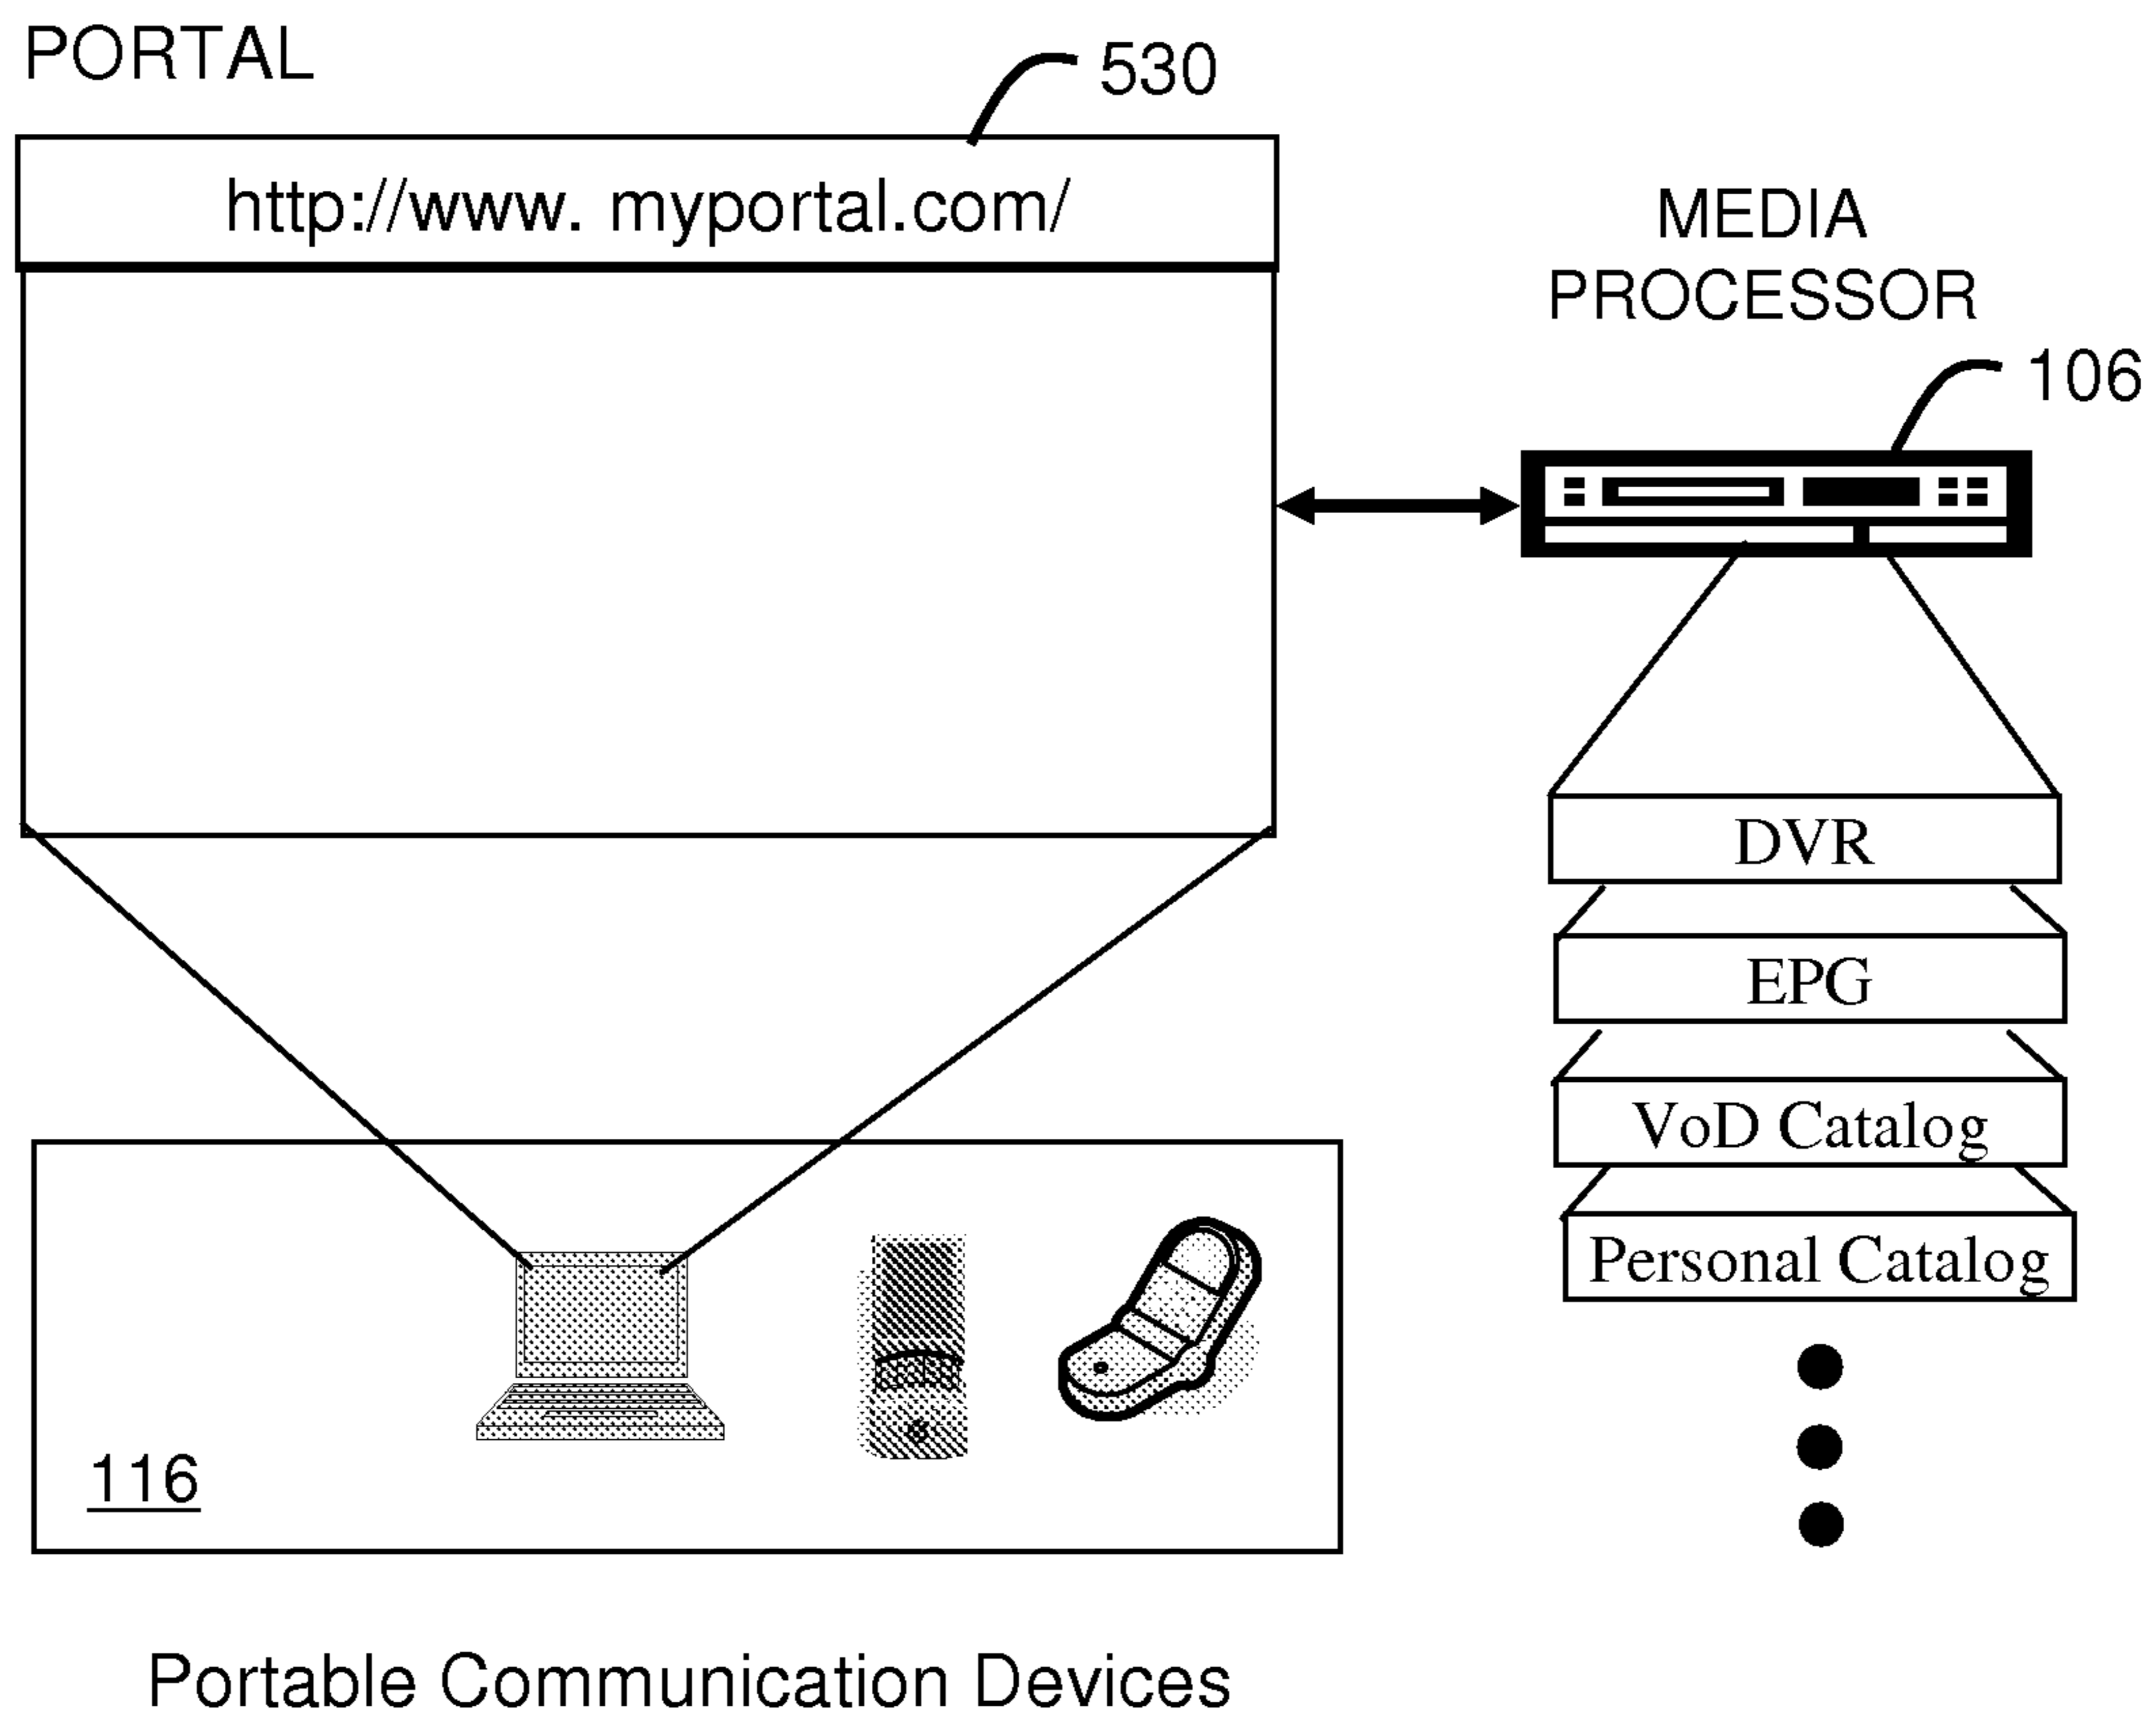 PORTAL
530
http://www. myportal.com/
MEDIA
PROCESSOR
106
DVR
EPG
VoD Catalog
Personal Catalog
116
Portable Communication Devices